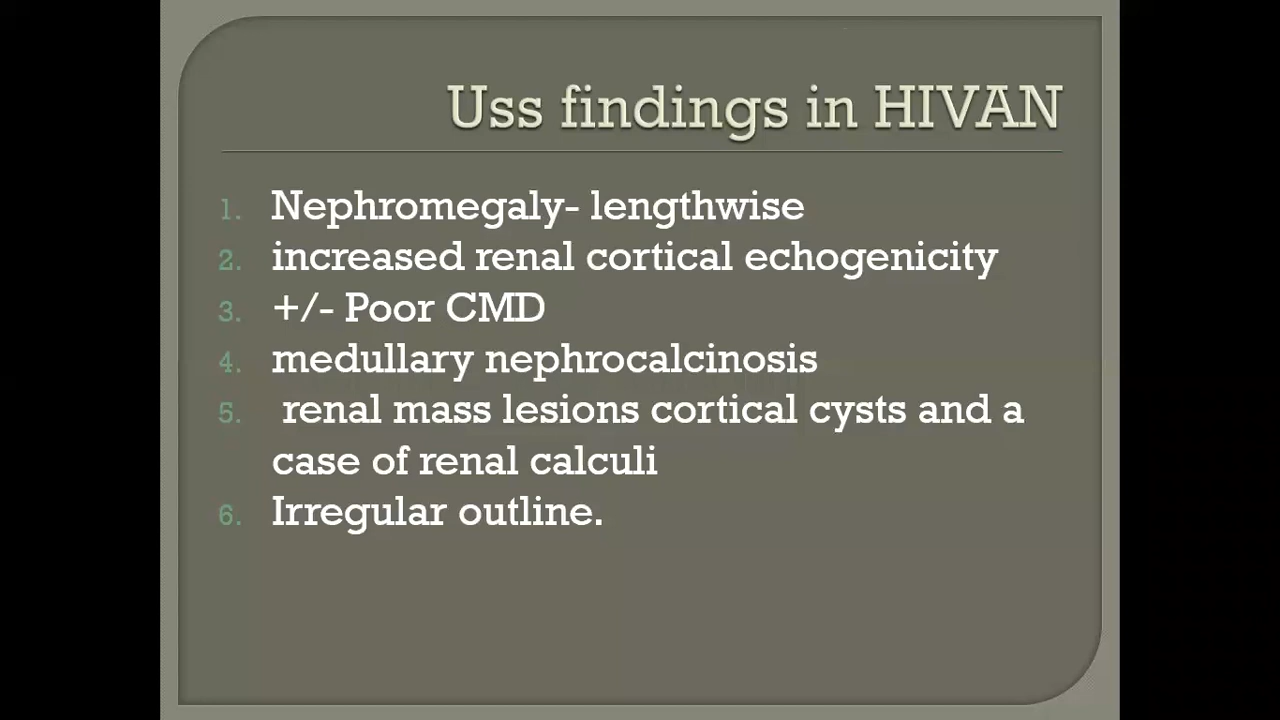 Uss findings in HIVAN
1. Nephromegaly- lengthwise
2. increased renal cortical echogenicity
3. +/- Poor CMD
4. medullary nephrocalcinosis
5. renal mass lesions cortical cysts and a
case of renal calculi
6. Irregular outline.